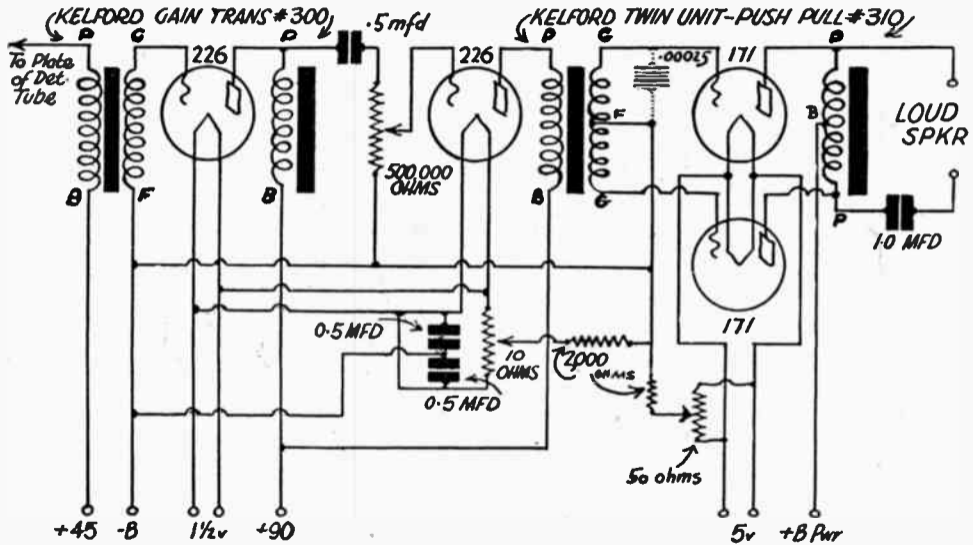 KELFORD GAIN TRANS #300
.5 mfd
KELFORD TWIN UNIT-PUSH PULL #310
P
G
P
P
G
P
To Plate
of Det.
Tube
226
226
.00025
171
F
B
LOUD
SPKR
500,000
OHMS
B
F
B
B
G
P
1.0 MFD
171
0.5 MFD
10
OHMS
2000
OHMS
0.5 MFD
50 ohms
+45
-B
1½v
+90
5v
+B Pwr